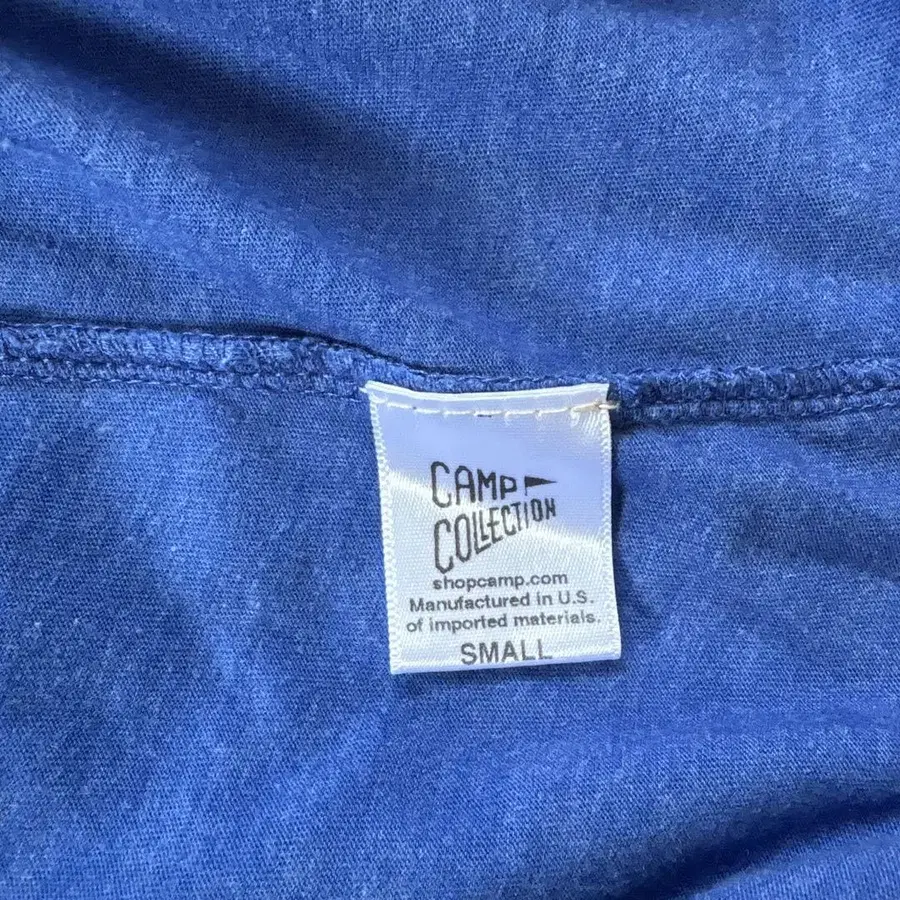 CAMP
COLLECTION
shopcamp.com
Manufactured in U.S.
of imported materials.
SMALL